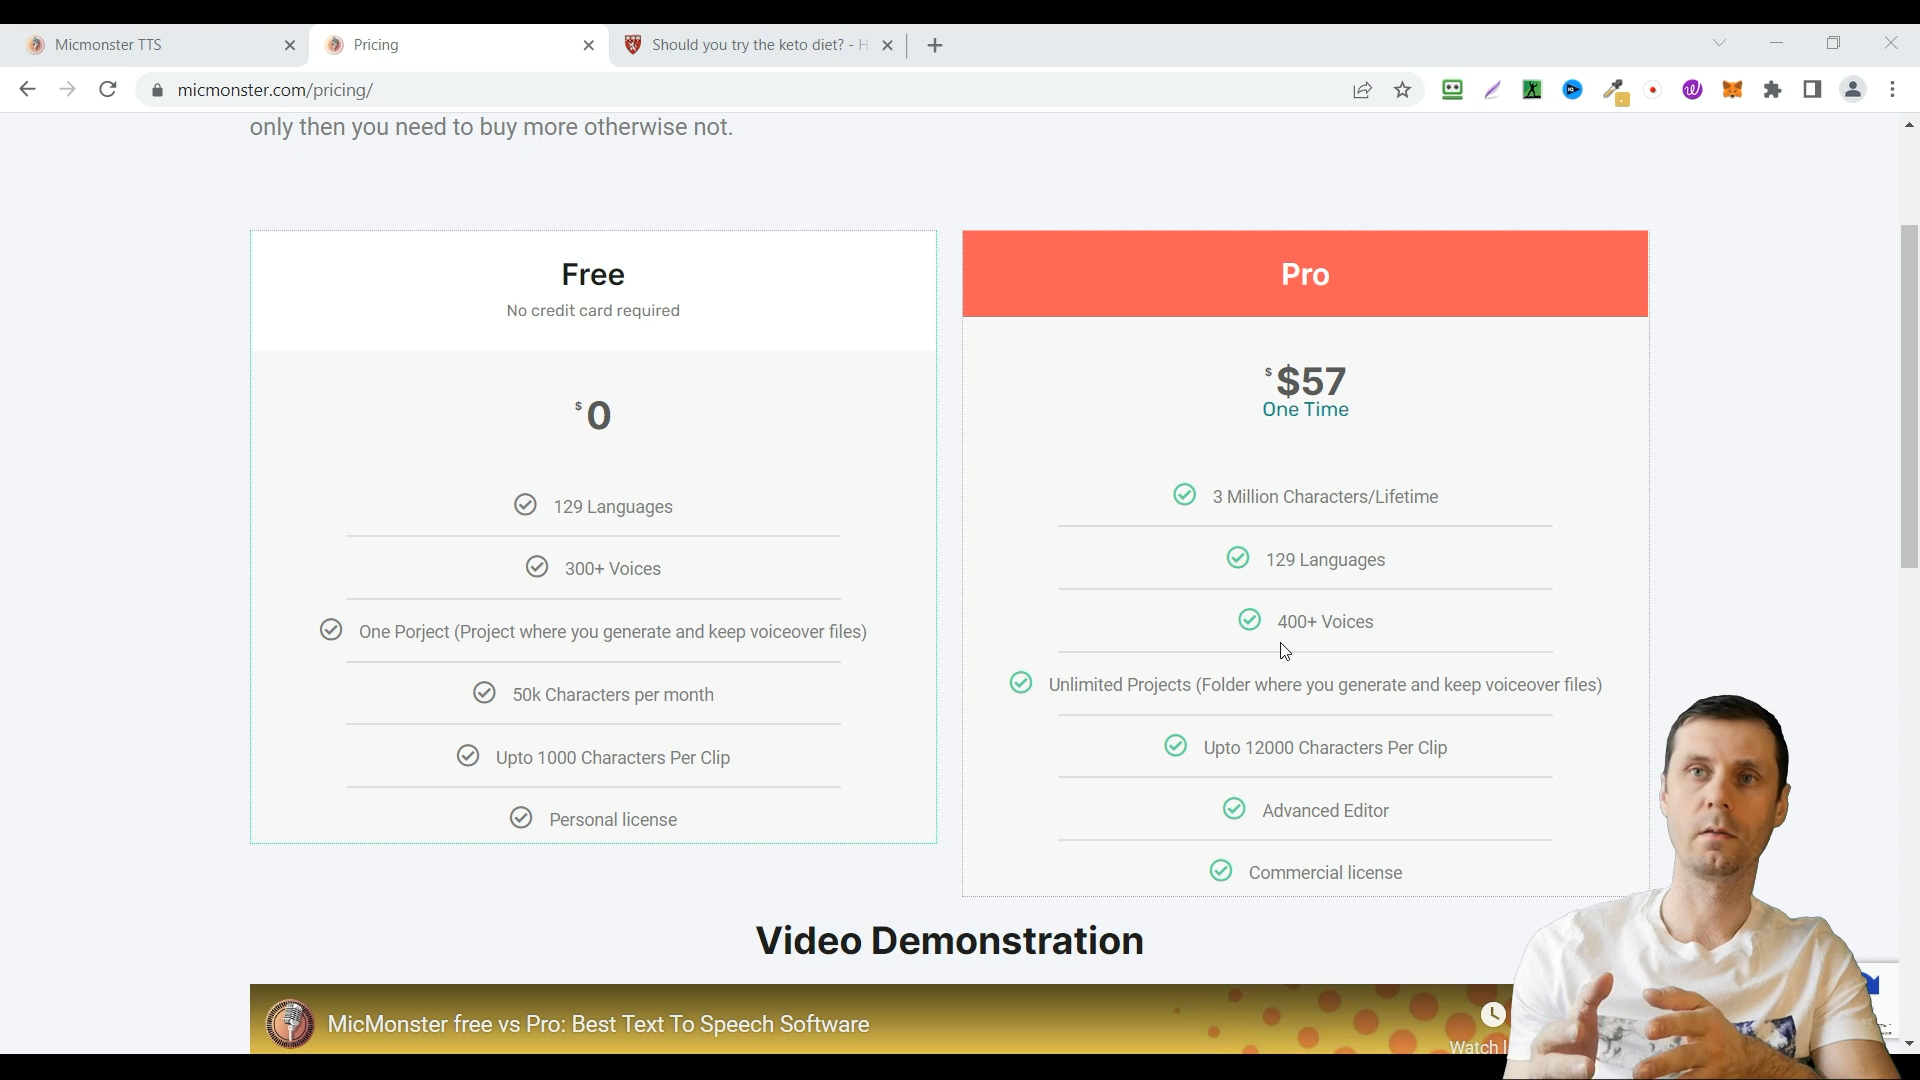 Micmonster TTS
Pricing
Should you try the keto diet? - H
micmonster.com/pricing/
only then you need to buy more otherwise not.
Free
No credit card required
$ 0
129 Languages
300+ Voices
One Porject (Project where you generate and keep voiceover files)
50k Characters per month
Upto 1000 Characters Per Clip
Personal license
Pro
$ $57
One Time
3 Million Characters/Lifetime
129 Languages
400+ Voices
Unlimited Projects (Folder where you generate and keep voiceover files)
Upto 12000 Characters Per Clip
Advanced Editor
Commercial license
Video Demonstration
MicMonster free vs Pro: Best Text To Speech Software
Watch